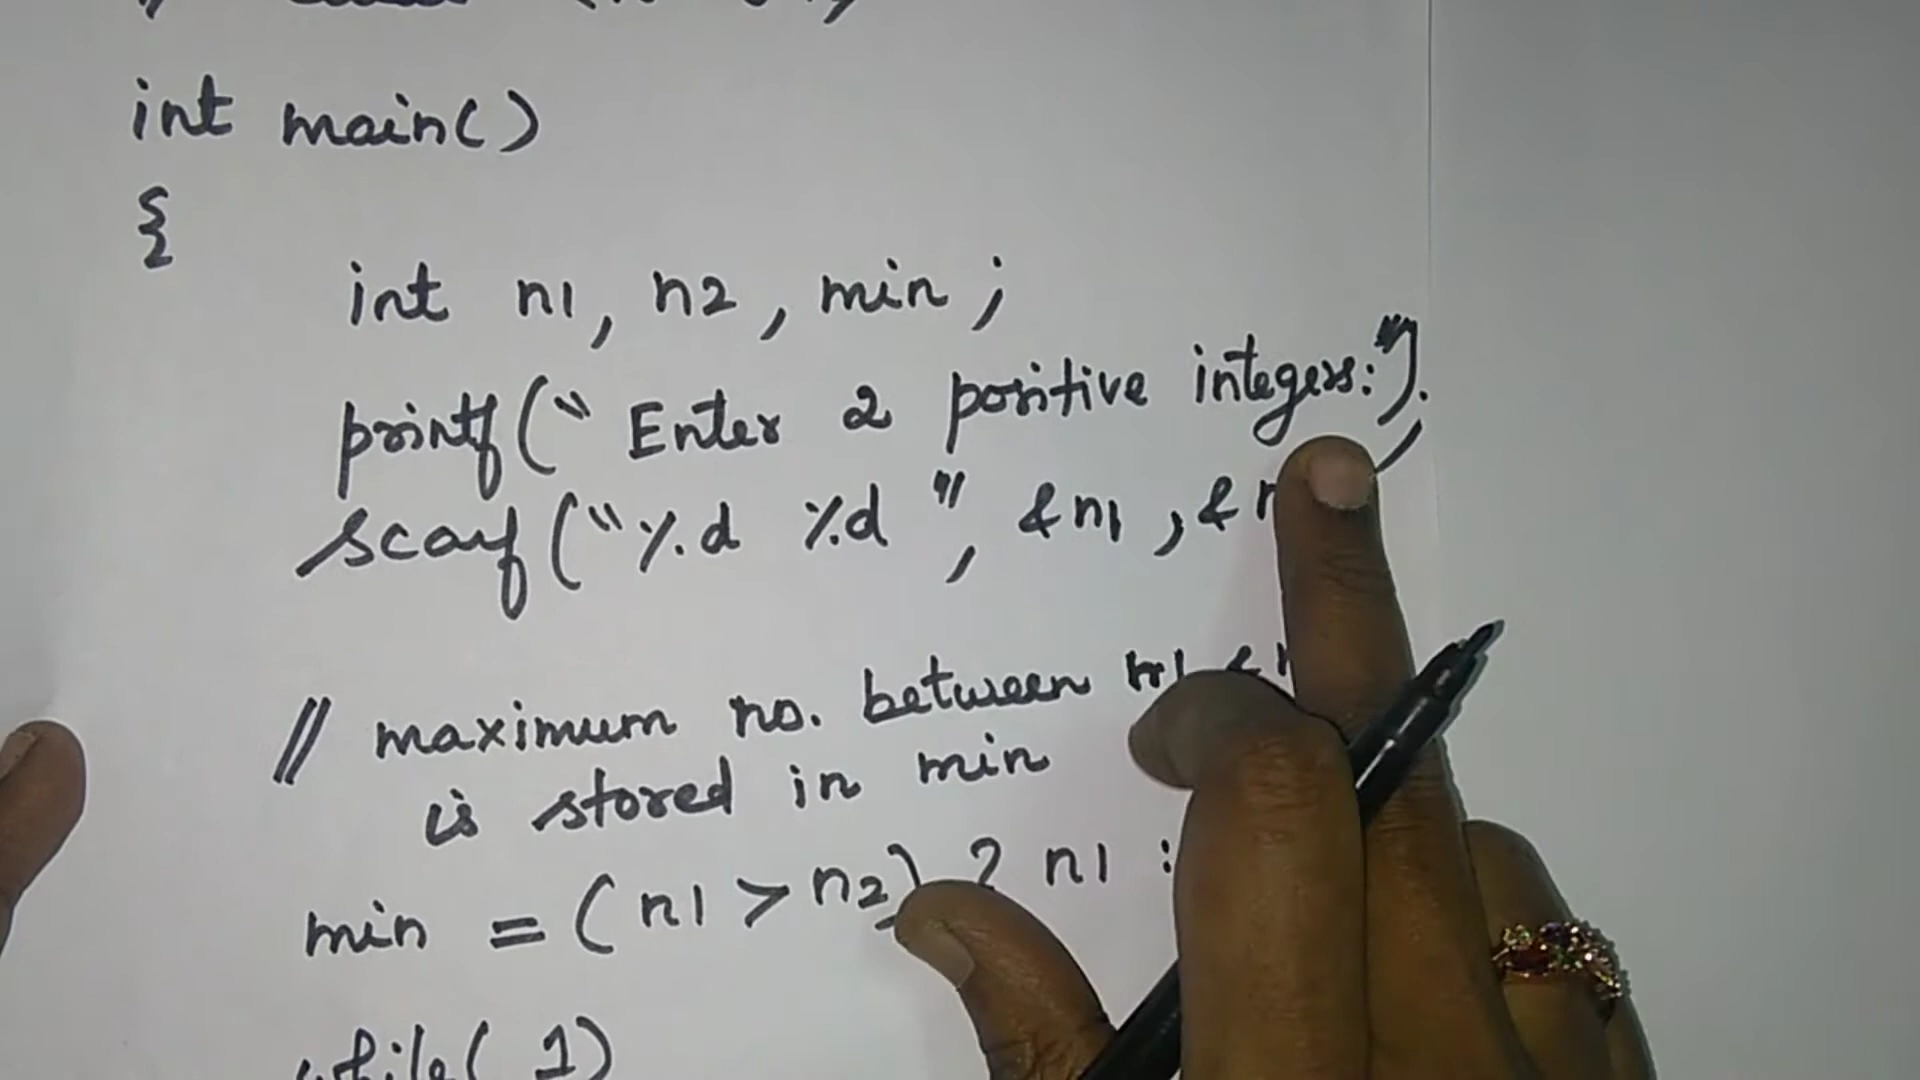 int main()
{
int n1, n2, min;
printf("Enter 2 positive integers:");
scanf("%d %d", &n1, &n
// maximum no. between n1 & n
is stored in min
min = (n1 > n2) ? n1 :
while( 1)